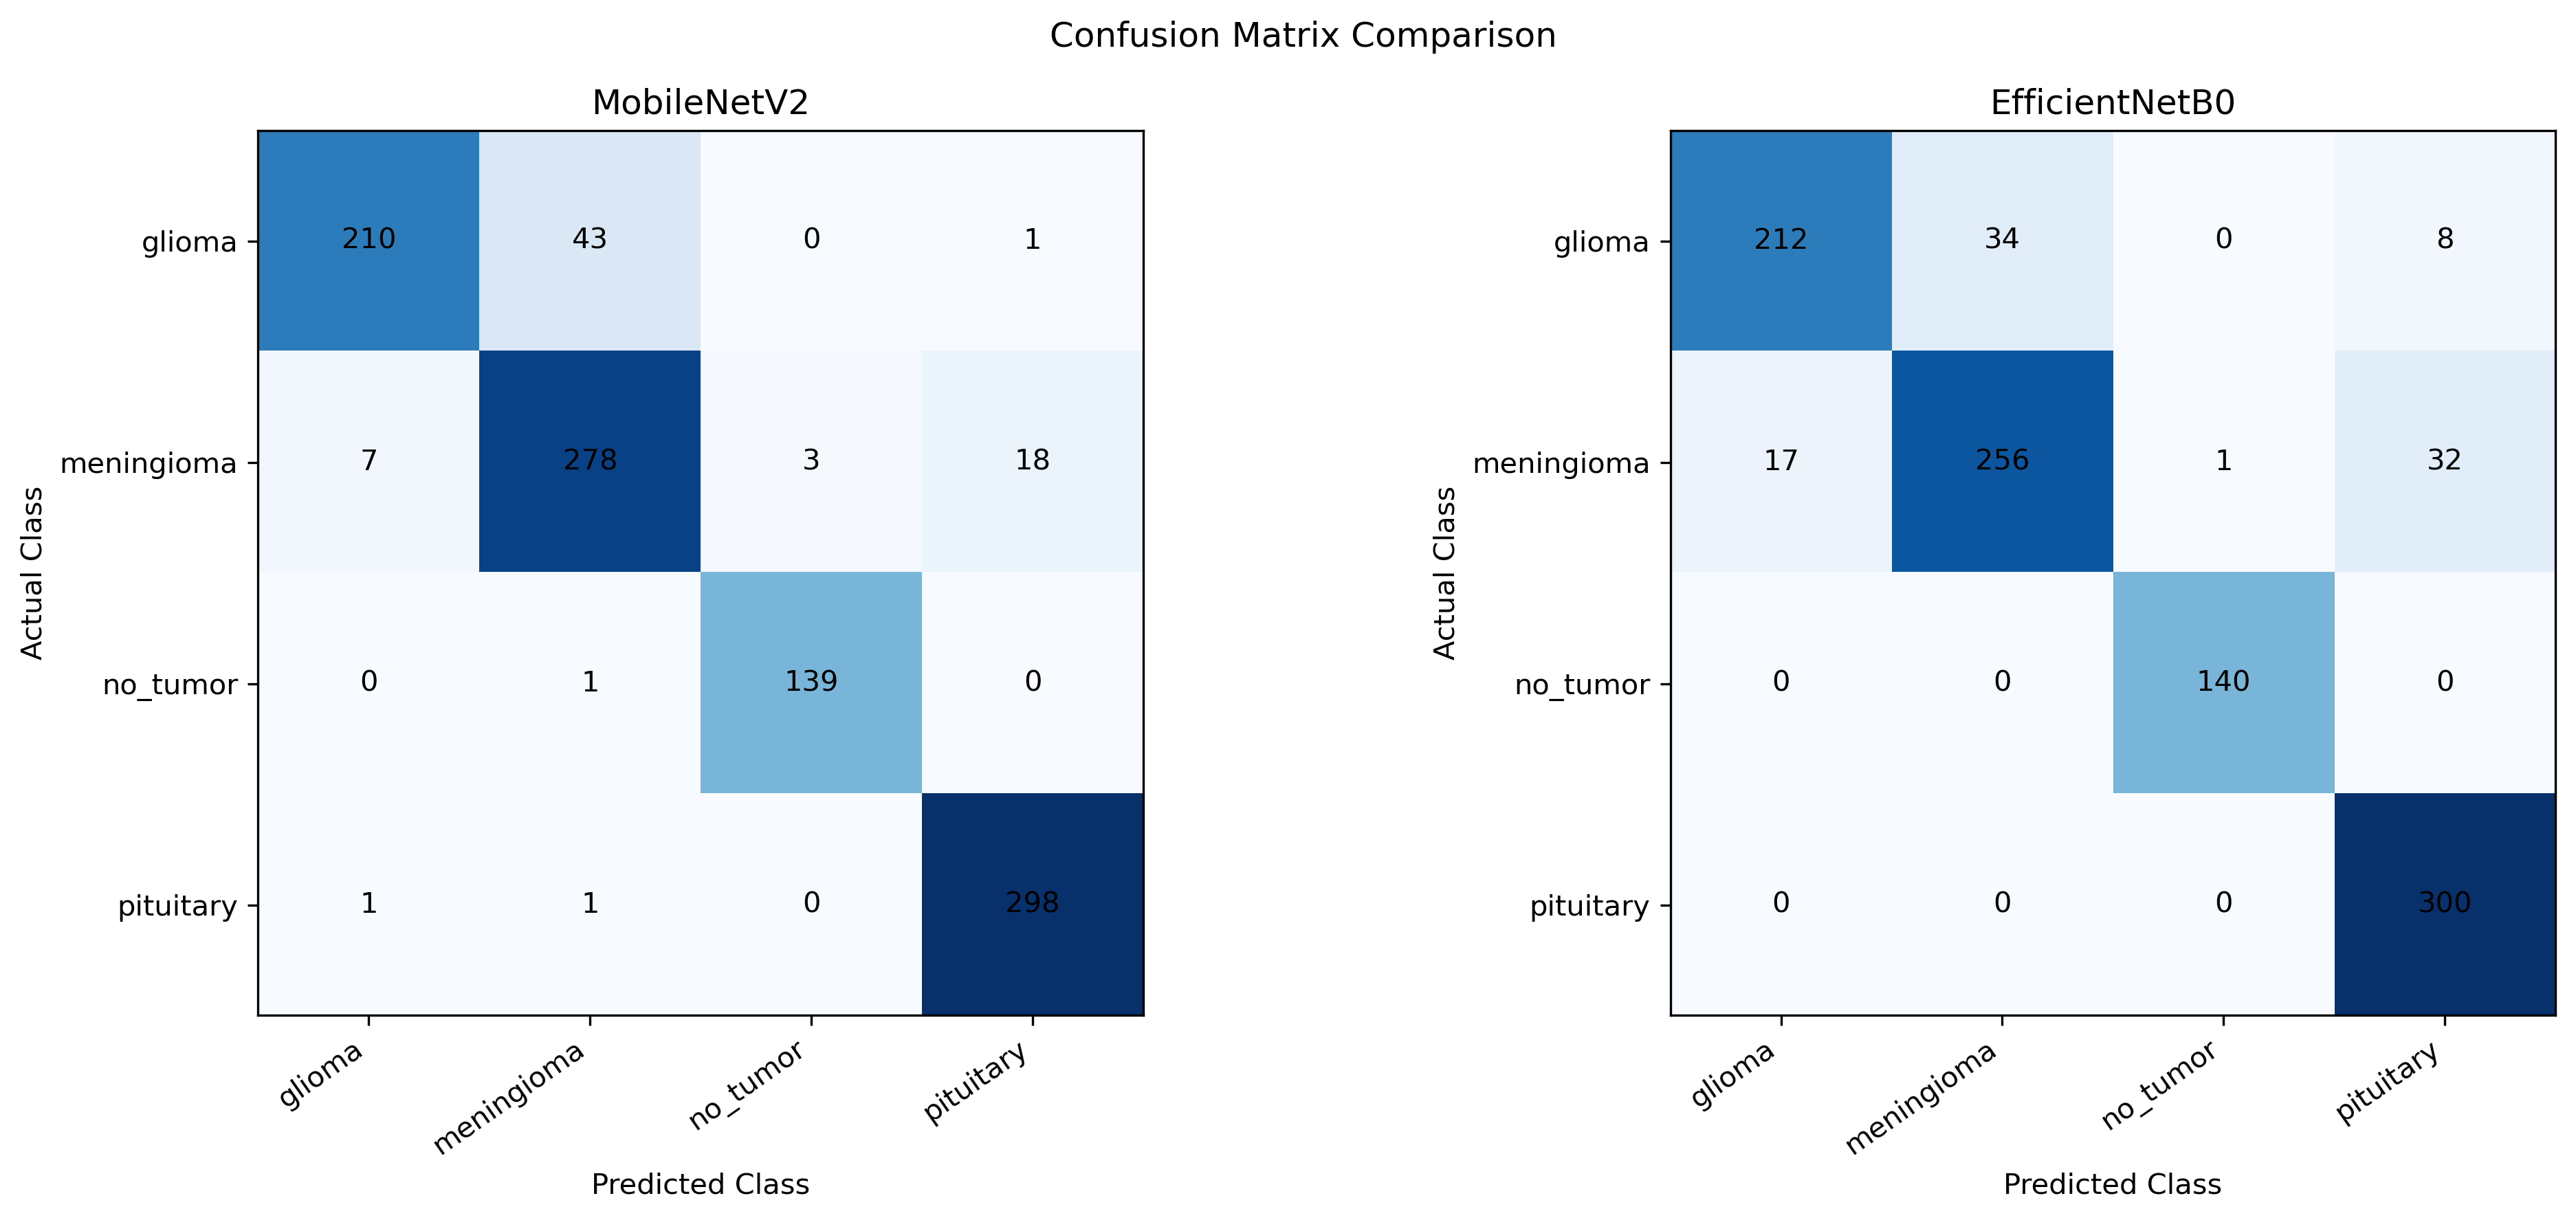 Confusion Matrix Comparison
MobileNetV2
glioma 210 43 0 1
meningioma 7 278 3 18
no_tumor 0 1 139 0
pituitary 1 1 0 298
glioma meningioma no_tumor pituitary
Actual Class
Predicted Class
EfficientNetB0
glioma 212 34 0 8
meningioma 17 256 1 32
no_tumor 0 0 140 0
pituitary 0 0 0 300
glioma meningioma no_tumor pituitary
Actual Class
Predicted Class